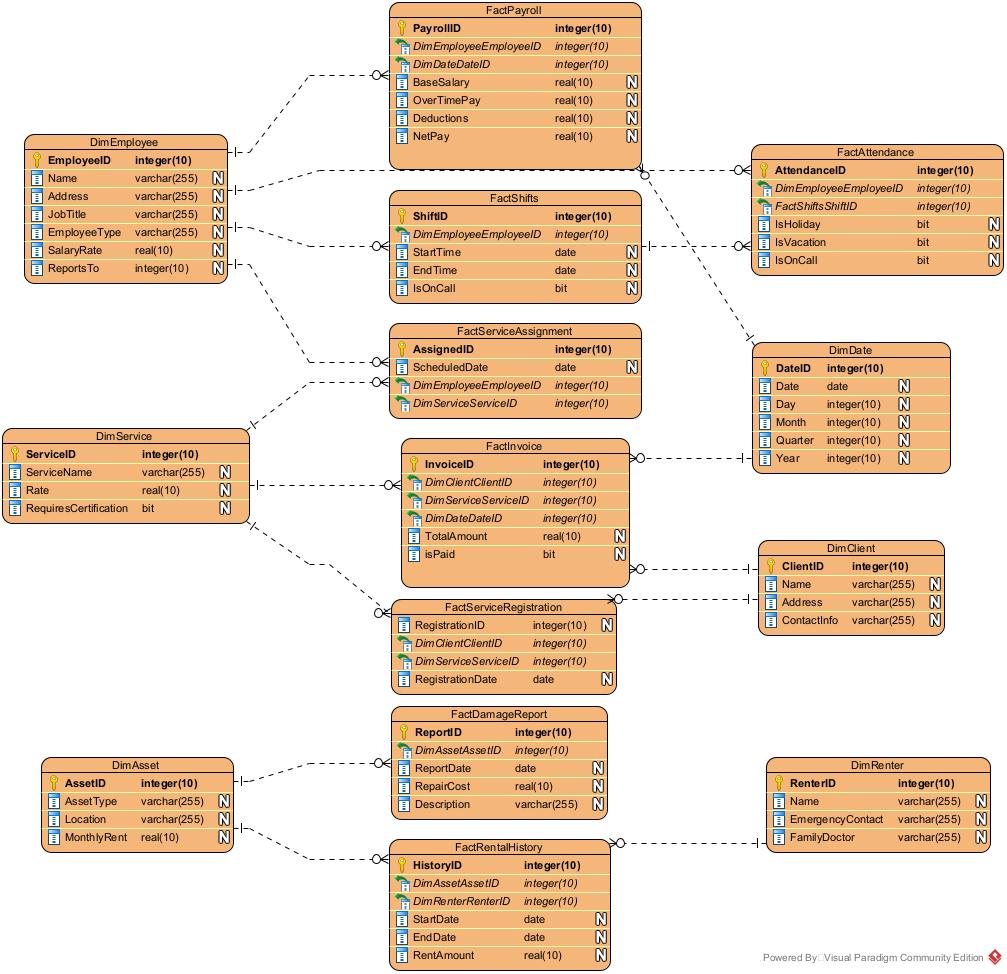 FactPayroll
PayrollID integer(10)
DimEmployeeEmployeeID integer(10)
DimDateDateID integer(10)
BaseSalary real(10) N
OverTimePay real(10) N
Deductions real(10) N
NetPay real(10) N
DimEmployee
EmployeeID integer(10)
Name varchar(255) N
Address varchar(255) N
JobTitle varchar(255) N
EmployeeType varchar(255) N
SalaryRate real(10) N
ReportsTo integer(10) N
FactAttendance
AttendanceID integer(10)
DimEmployeeEmployeeID integer(10)
FactShiftsShiftID integer(10)
IsHoliday bit N
IsVacation bit N
IsOnCall bit N
FactShifts
ShiftID integer(10)
DimEmployeeEmployeeID integer(10)
StartTime date N
EndTime date N
IsOnCall bit N
FactServiceAssignment
AssignedID integer(10)
ScheduledDate date N
DimEmployeeEmployeeID integer(10)
DimServiceServiceID integer(10)
DimDate
DateID integer(10)
Date date N
Day integer(10) N
Month integer(10) N
Quarter integer(10) N
Year integer(10) N
DimService
ServiceID integer(10)
ServiceName varchar(255) N
Rate real(10) N
RequiresCertification bit N
FactInvoice
InvoiceID integer(10)
DimClientClientID integer(10)
DimServiceServiceID integer(10)
DimDateDateID integer(10)
TotalAmount real(10) N
isPaid bit N
DimClient
ClientID integer(10)
Name varchar(255) N
Address varchar(255) N
ContactInfo varchar(255) N
FactServiceRegistration
RegistrationID integer(10) N
DimClientClientID integer(10)
DimServiceServiceID integer(10)
RegistrationDate date N
FactDamageReport
ReportID integer(10)
DimAssetAssetID integer(10)
ReportDate date N
RepairCost real(10) N
Description varchar(255) N
DimAsset
AssetID integer(10)
AssetType varchar(255) N
Location varchar(255) N
MonthlyRent real(10) N
DimRenter
RenterID integer(10)
Name varchar(255) N
EmergencyContact varchar(255) N
FamilyDoctor varchar(255) N
FactRentalHistory
HistoryID integer(10)
DimAssetAssetID integer(10)
DimRenterRenterID integer(10)
StartDate date N
EndDate date N
RentAmount real(10) N
Powered By Visual Paradigm Community Edition